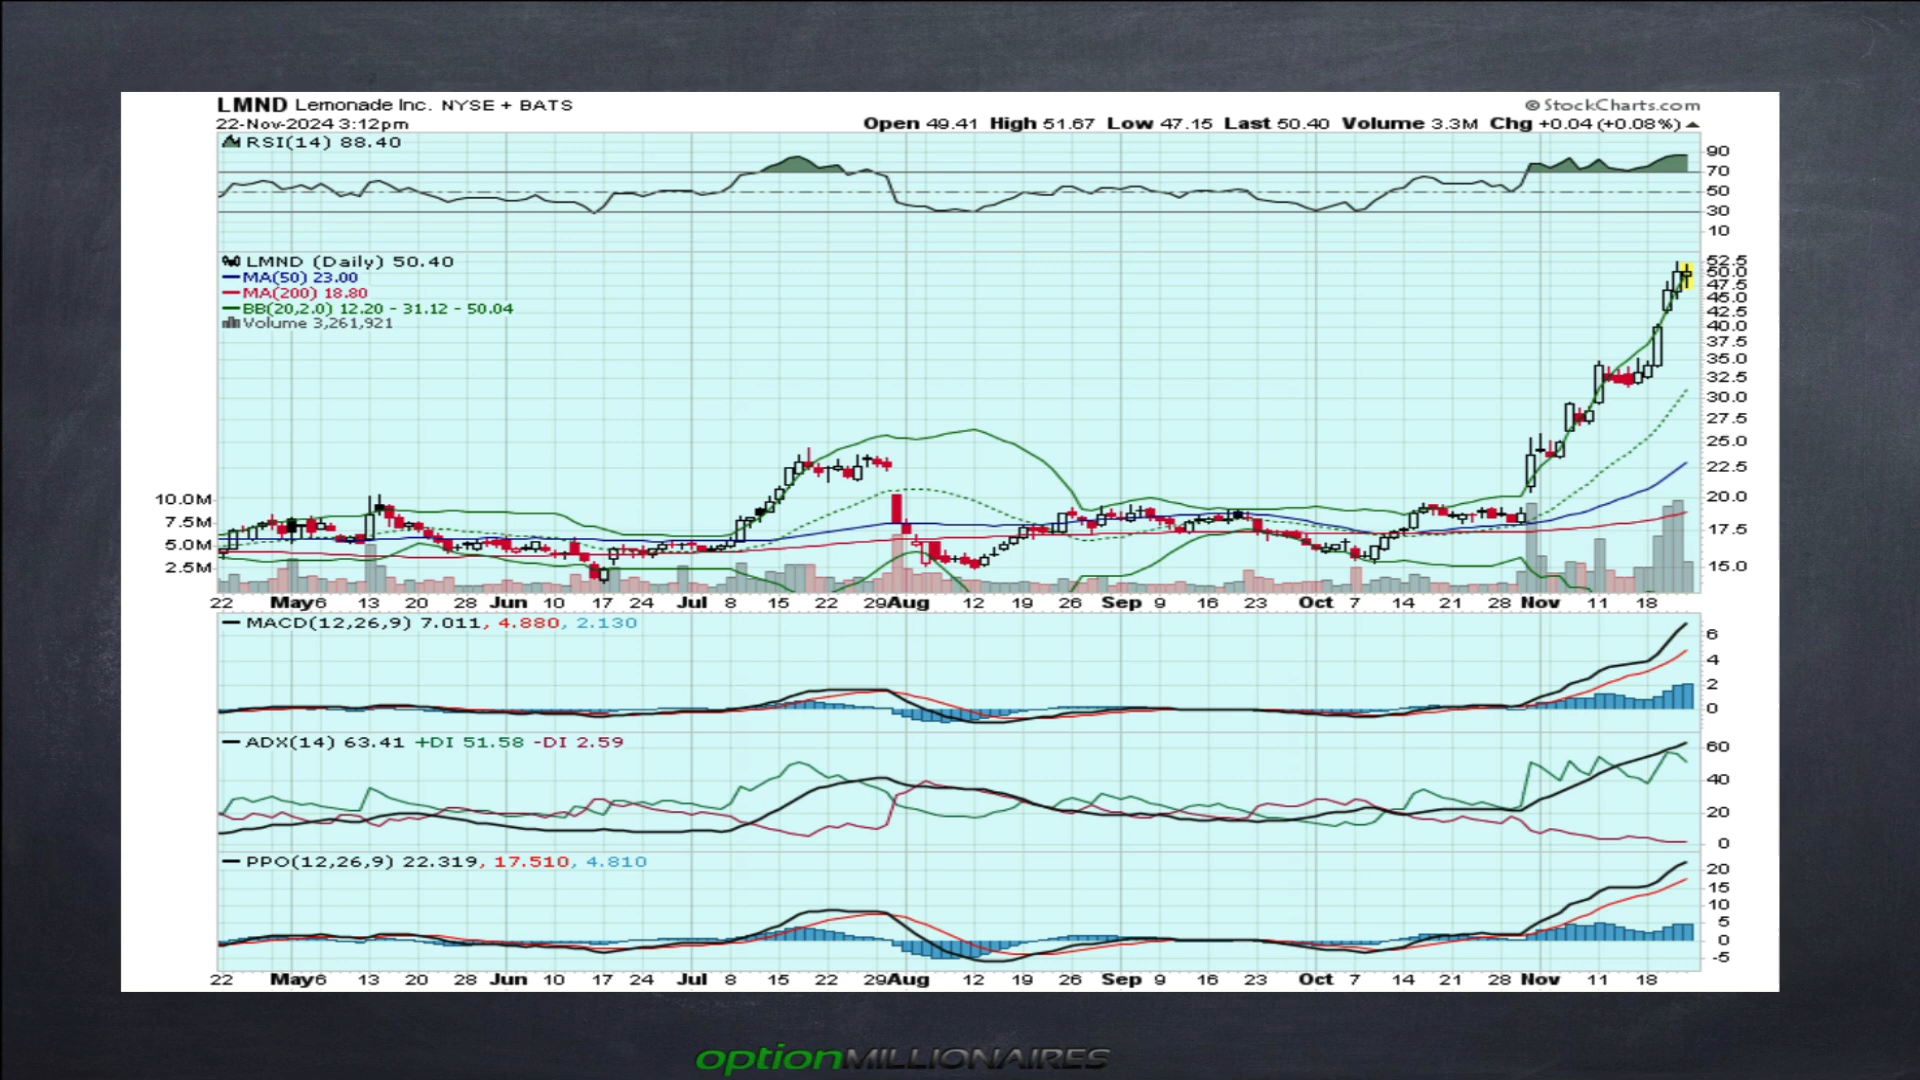 LMND Lemonade Inc. NYSE + BATS
© StockCharts.com
22-Nov-2024 3:12pm
Open 49.41 High 51.67 Low 47.15 Last 50.40 Volume 3.3M Chg +0.04 (+0.08%)
RSI(14) 88.40
90
70
50
30
10
LMND (Daily) 50.40
MA(50) 23.00
MA(200) 18.80
BB(20,2.0) 12.20 - 31.12 - 50.04
Volume 3,261,921
52.5
50.0
47.5
45.0
42.5
40.0
37.5
35.0
32.5
30.0
27.5
25.0
22.5
20.0
17.5
15.0
10.0M
7.5M
5.0M
2.5M
22 May 6 13 20 28 Jun 10 17 24 Jul 8 15 22 29 Aug 12 19 26 Sep 9 16 23 Oct 7 14 21 28 Nov 11 18
MACD(12,26,9) 7.011, 4.880, 2.130
6
4
2
0
ADX(14) 63.41 +DI 51.58 -DI 2.59
60
40
20
0
PPO(12,26,9) 22.319, 17.510, 4.810
20
15
10
5
0
-5
22 May 6 13 20 28 Jun 10 17 24 Jul 8 15 22 29 Aug 12 19 26 Sep 9 16 23 Oct 7 14 21 28 Nov 11 18
optionMILLIONAIRES